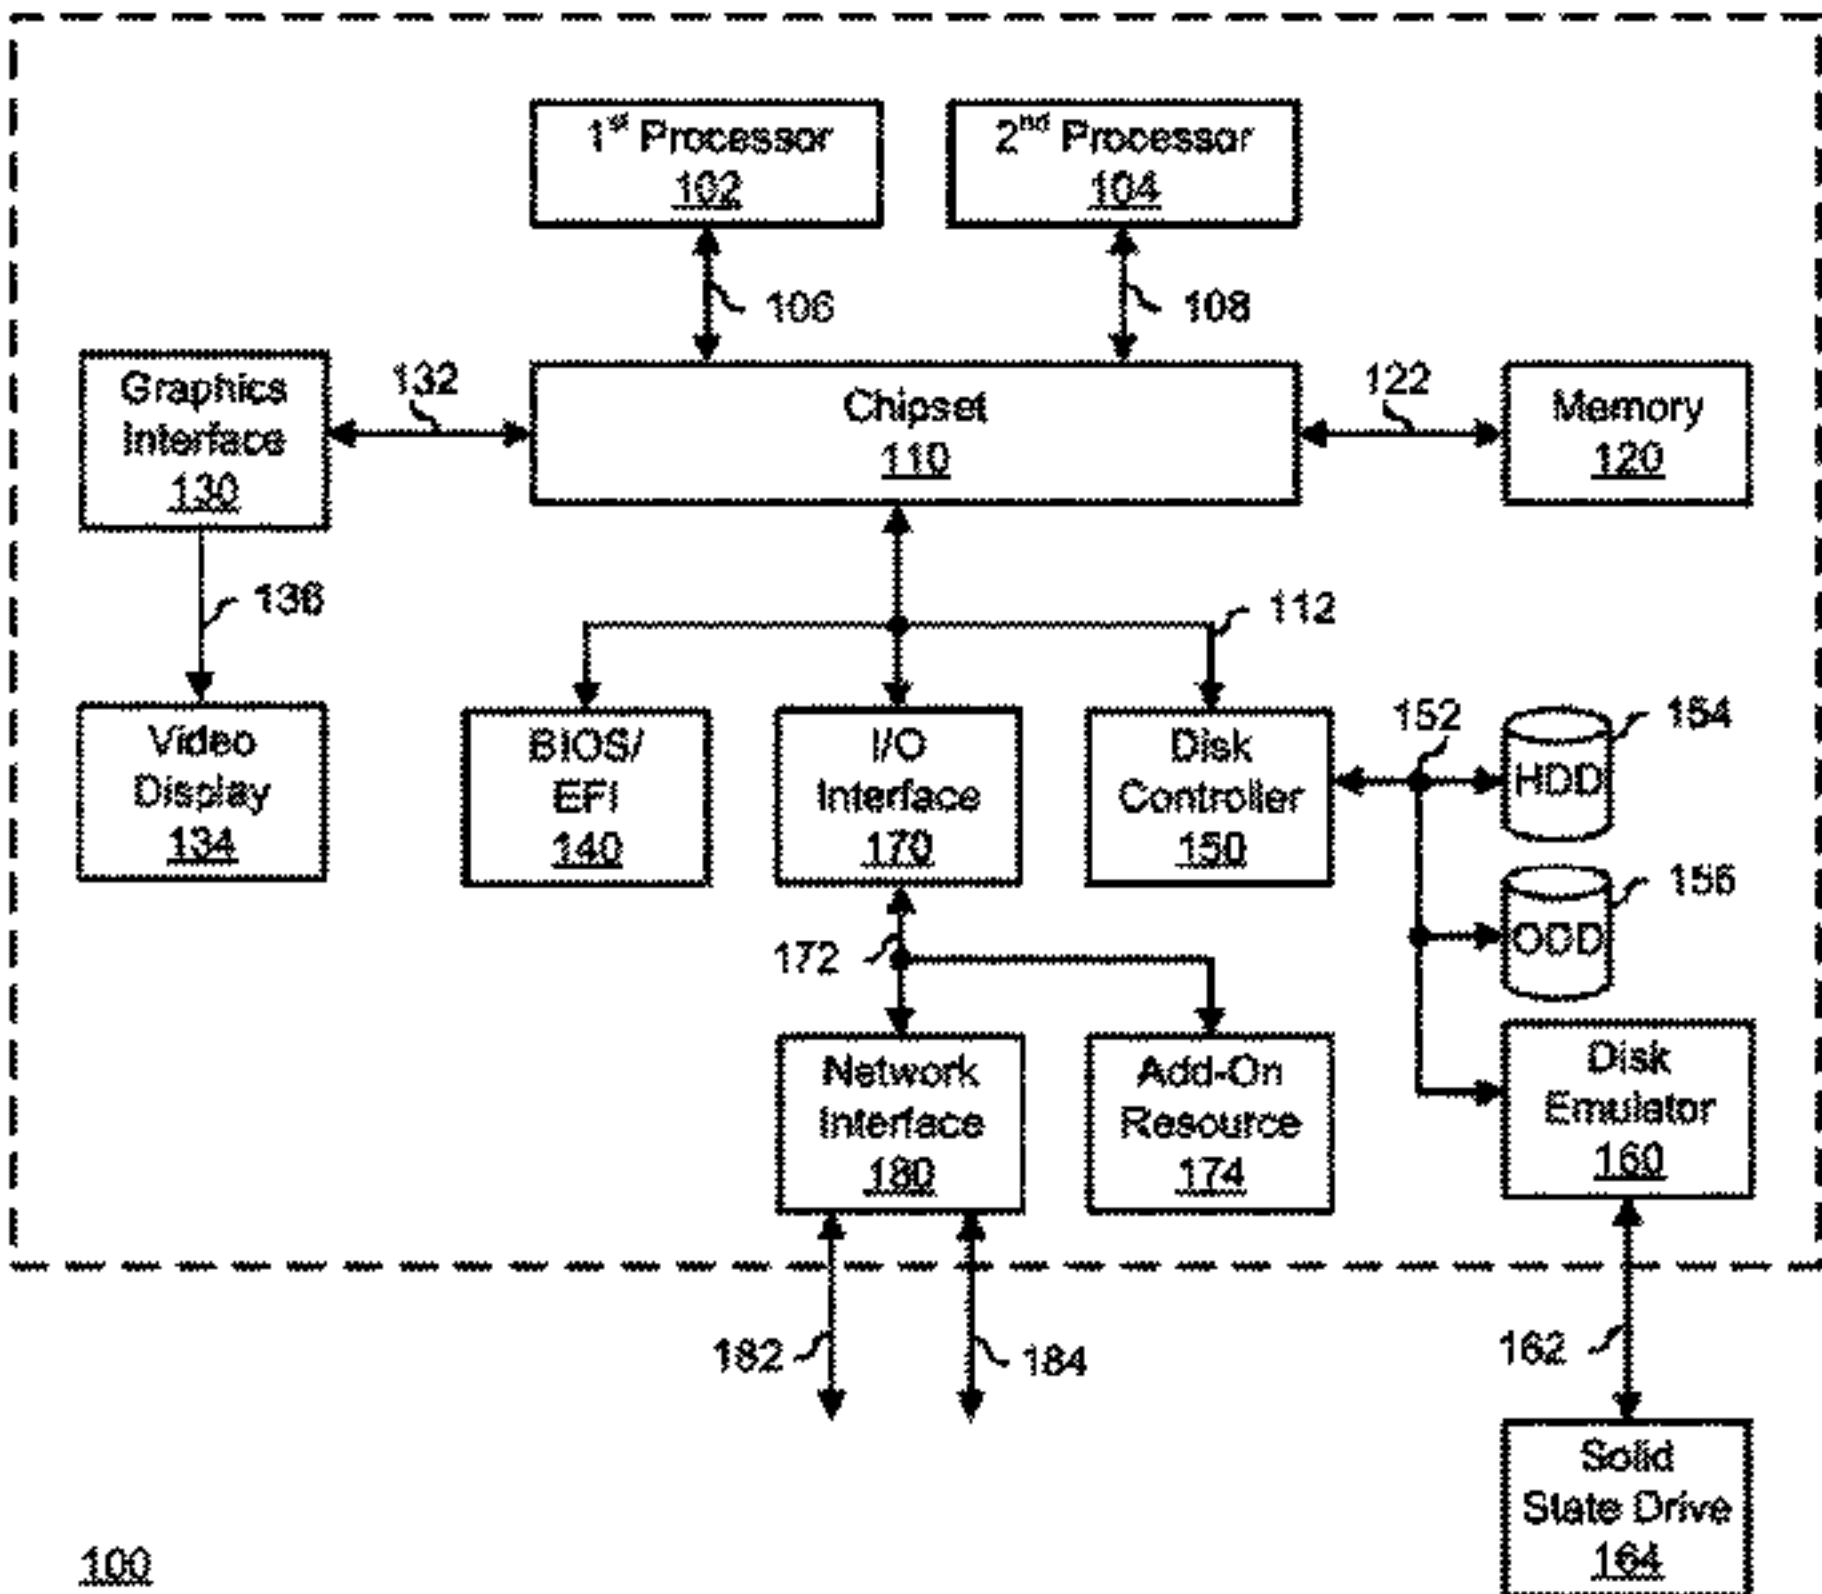 1st Processor
102
2nd Processor
104
106
108
Graphics
Interface
130
132
Chipset
110
122
Memory
120
136
112
Video
Display
134
BIOS/
EFI
140
I/O
Interface
170
Disk
Controller
150
152
HDD
154
ODD
156
172
Network
Interface
180
Add-On
Resource
174
Disk
Emulator
160
182
184
162
Solid
State Drive
164
100